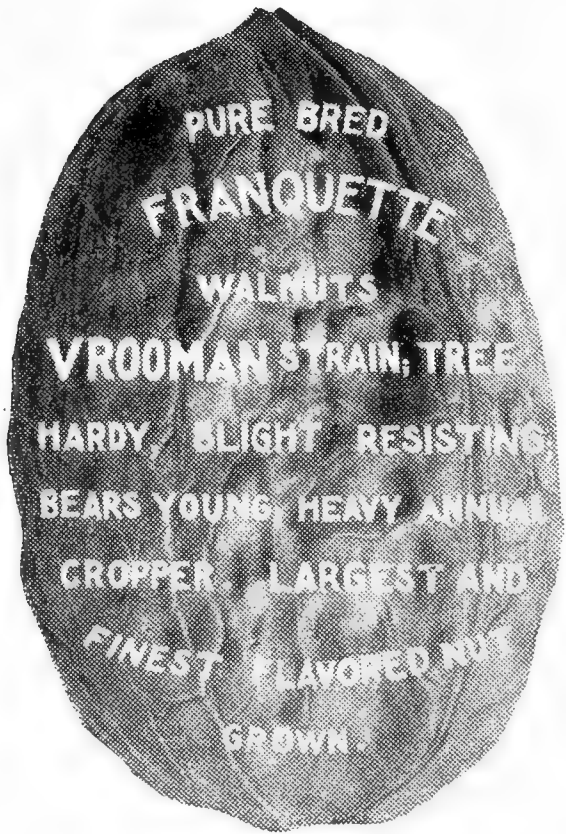 PURE BRED
FRANQUETTE
WALNUTS
VROOMAN STRAIN; TREE
HARDY, BLIGHT RESISTING;
BEARS YOUNG, HEAVY ANNUAL
CROPPER. LARGEST AND
FINEST FLAVORED NUT
GROWN.